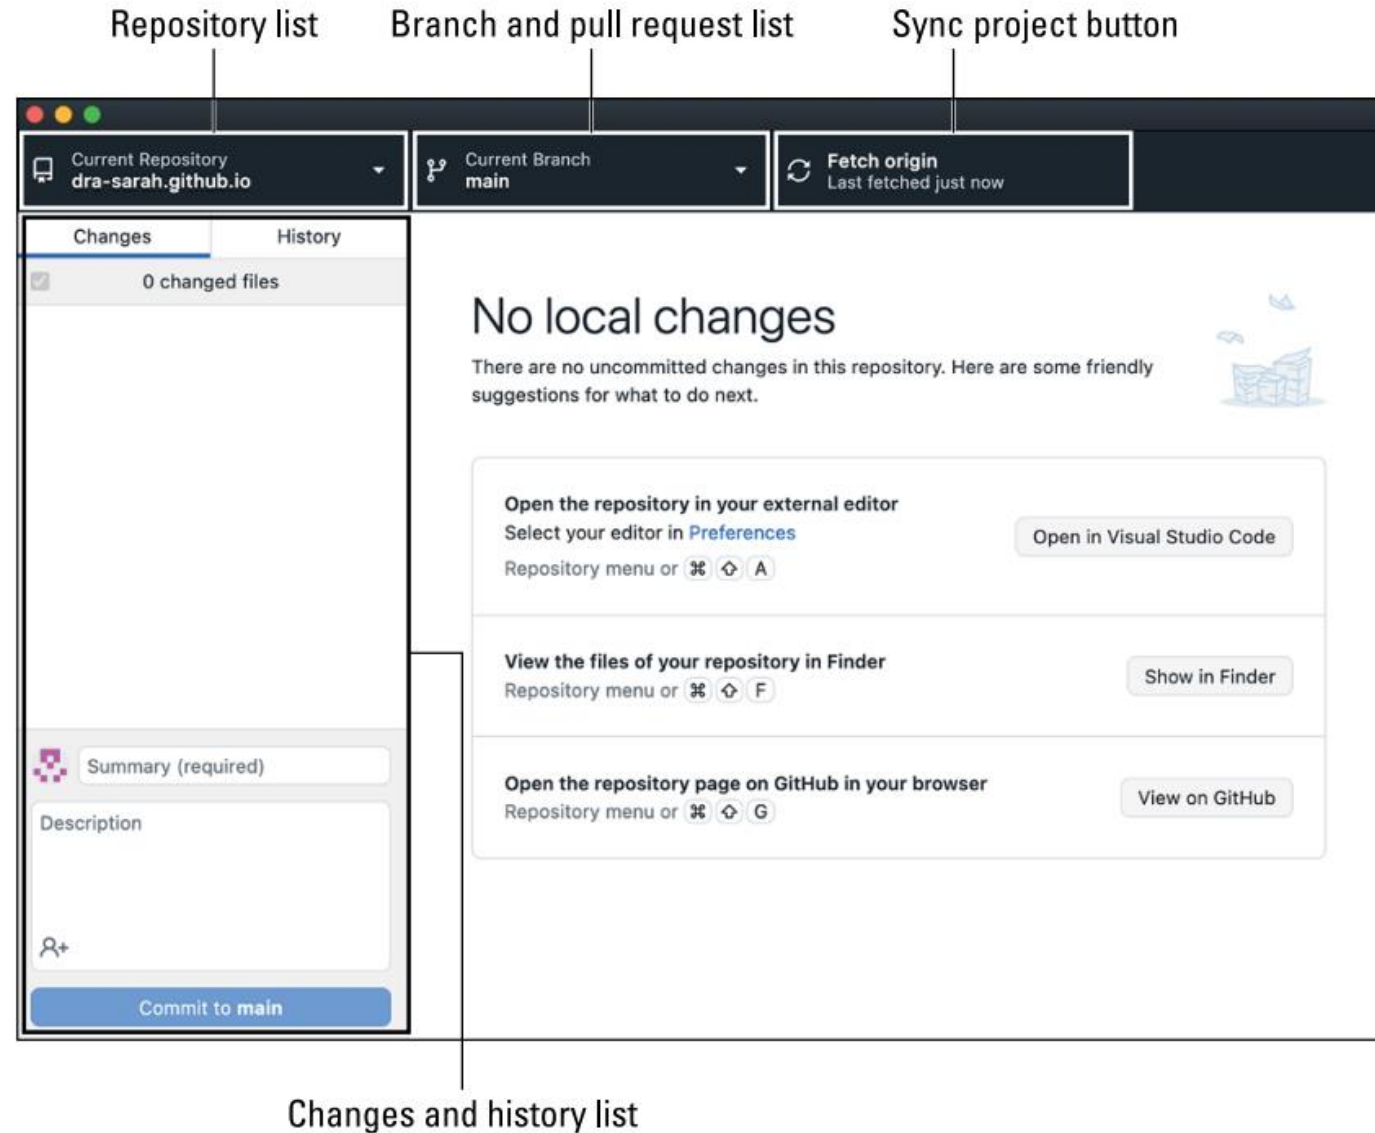 Repository list
Branch and pull request list
Sync project button
Current Repository
dra-sarah.github.io
Current Branch
main
Fetch origin
Last fetched just now
Changes
History
0 changed files
No local changes
There are no uncommitted changes in this repository. Here are some friendly
suggestions for what to do next.
Open the repository in your external editor
Select your editor in Preferences
Repository menu or ⌘ ⇧ A
Open in Visual Studio Code
View the files of your repository in Finder
Repository menu or ⌘ ⇧ F
Show in Finder
Open the repository page on GitHub in your browser
Repository menu or ⌘ ⇧ G
View on GitHub
Summary (required)
Description
Commit to main
Changes and history list